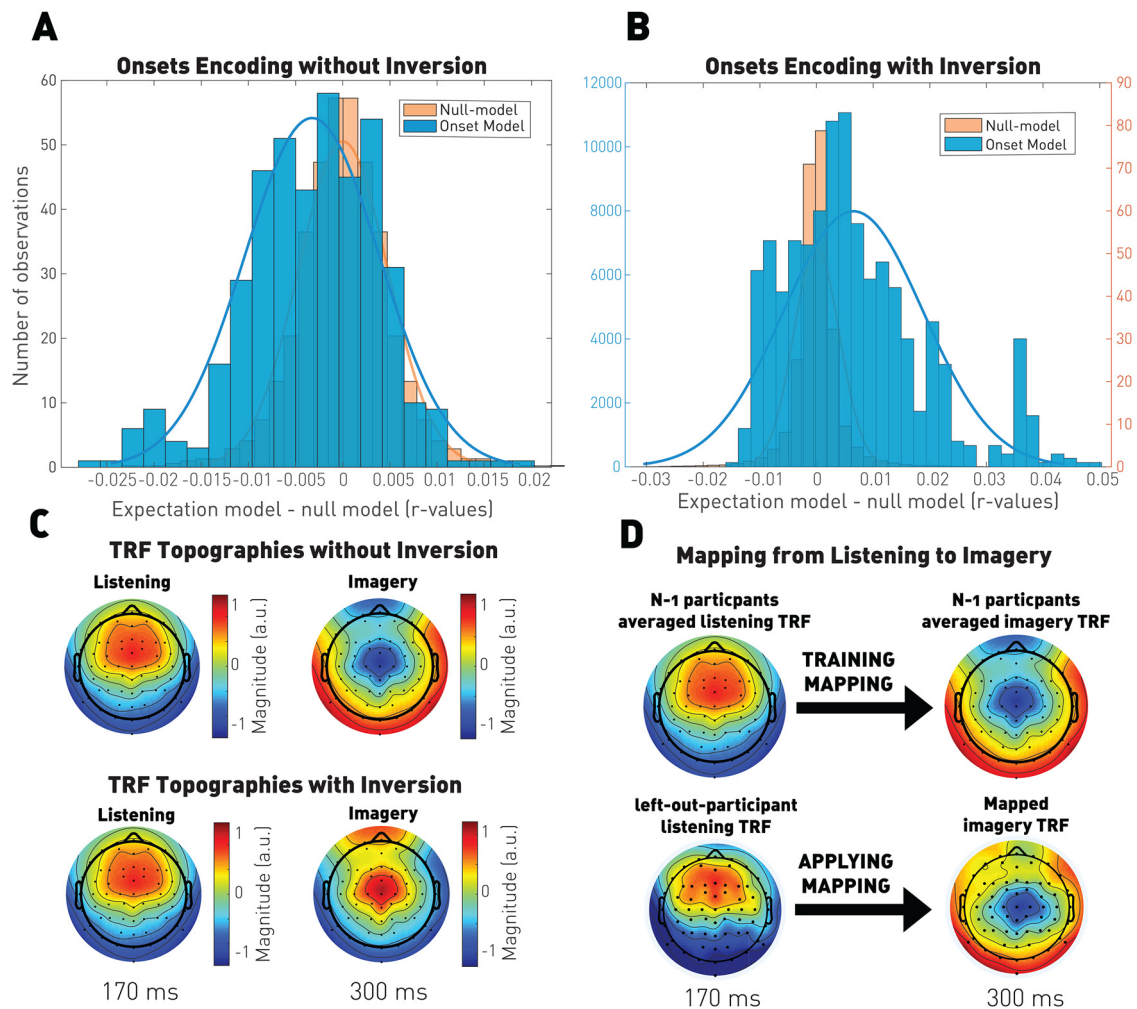 A
Onsets Encoding without Inversion
60
50
40
30
20
10
0
Number of observations
Null-model
Onset Model
-0.025
-0.02
-0.015
-0.01
-0.005
0
0.005
0.01
0.015
0.02
Expectation model - null model (r-values)
B
Onsets Encoding with Inversion
12000
10000
8000
6000
4000
2000
0
Null-model
Onset Model
90
80
70
60
50
40
30
20
10
0
-0.03
-0.02
-0.01
0
0.01
0.02
0.03
0.04
0.05
Expectation model - null model (r-values)
C
TRF Topographies without Inversion
Listening
1
0
-1
Magnitude (a.u.)
Imagery
1
0
-1
Magnitude (a.u.)
TRF Topographies with Inversion
Listening
1
0
-1
Magnitude (a.u.)
Imagery
1
0
-1
Magnitude (a.u.)
170 ms
300 ms
D
Mapping from Listening to Imagery
N-1 particpants
averaged listening TRF
TRAINING
MAPPING
N-1 particpants
averaged imagery TRF
left-out-participant
listening TRF
APPLYING
MAPPING
Mapped
imagery TRF
170 ms
300 ms